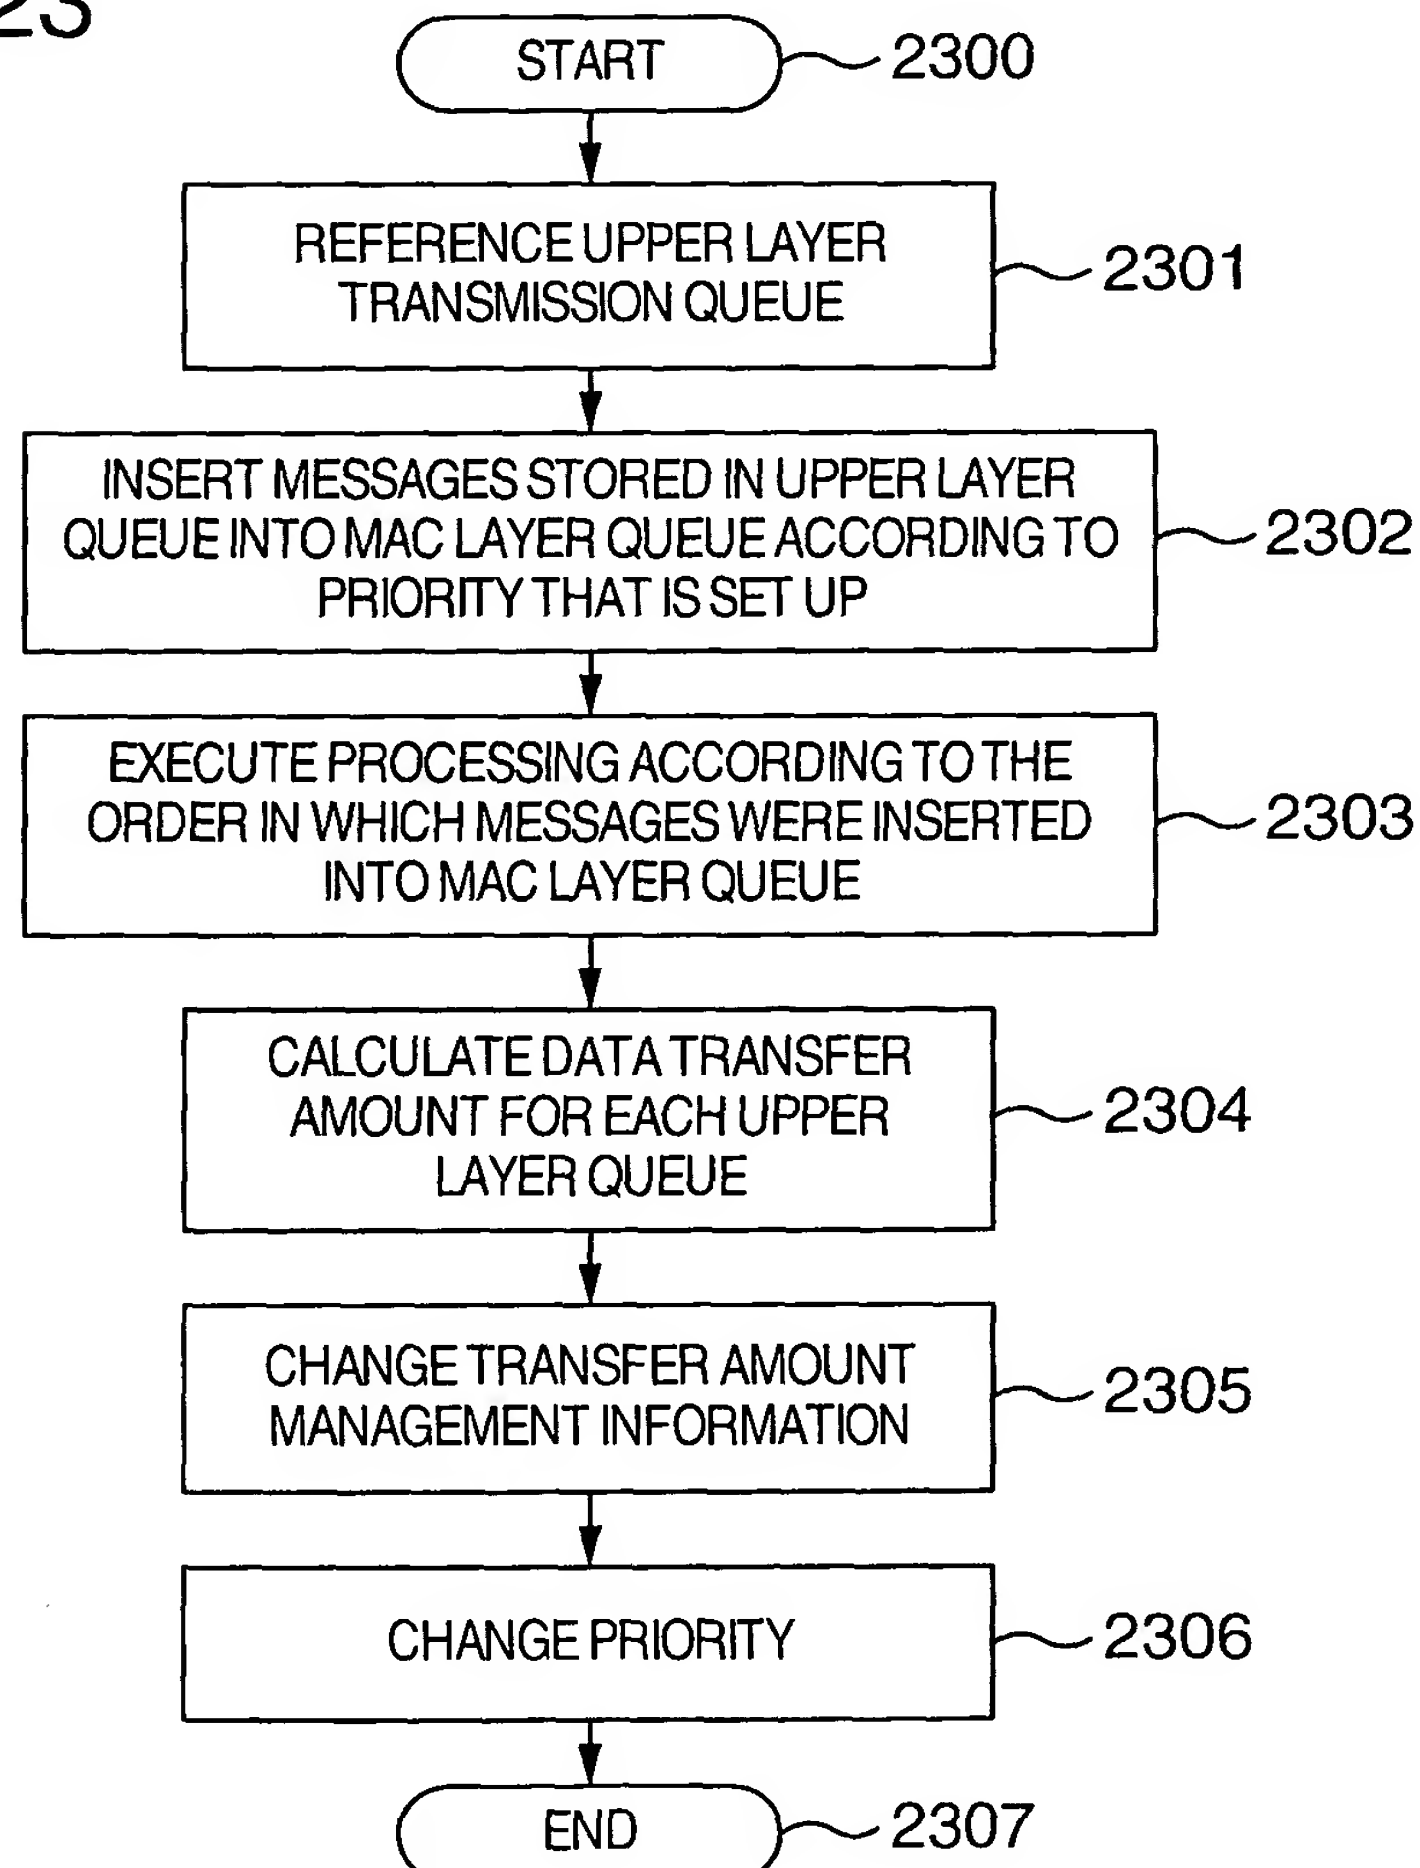 23
START
2300
REFERENCE UPPER LAYER
TRANSMISSION QUEUE
2301
INSERT MESSAGES STORED IN UPPER LAYER
QUEUE INTO MAC LAYER QUEUE ACCORDING TO
PRIORITY THAT IS SET UP
2302
EXECUTE PROCESSING ACCORDING TO THE
ORDER IN WHICH MESSAGES WERE INSERTED
INTO MAC LAYER QUEUE
2303
CALCULATE DATA TRANSFER
AMOUNT FOR EACH UPPER
LAYER QUEUE
2304
CHANGE TRANSFER AMOUNT
MANAGEMENT INFORMATION
2305
CHANGE PRIORITY
2306
END
2307